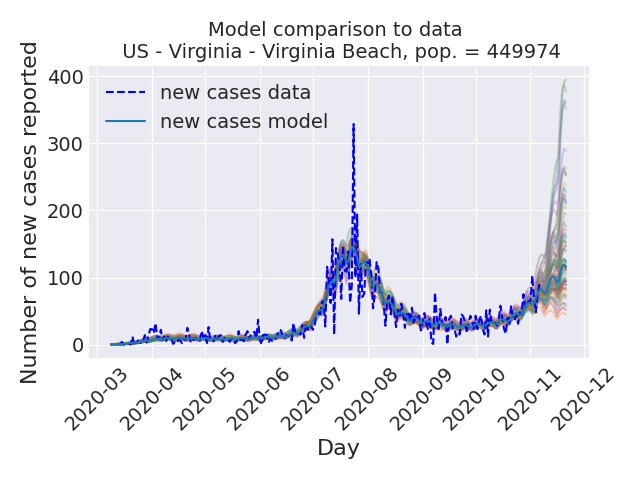 Model comparison to data
US - Virginia - Virginia Beach, pop. = 449974
Number of new cases reported
400
300
200
100
0
new cases data
new cases model
2020-03
2020-04
2020-05
2020-06
2020-07
2020-08
2020-09
2020-10
2020-11
2020-12
Day